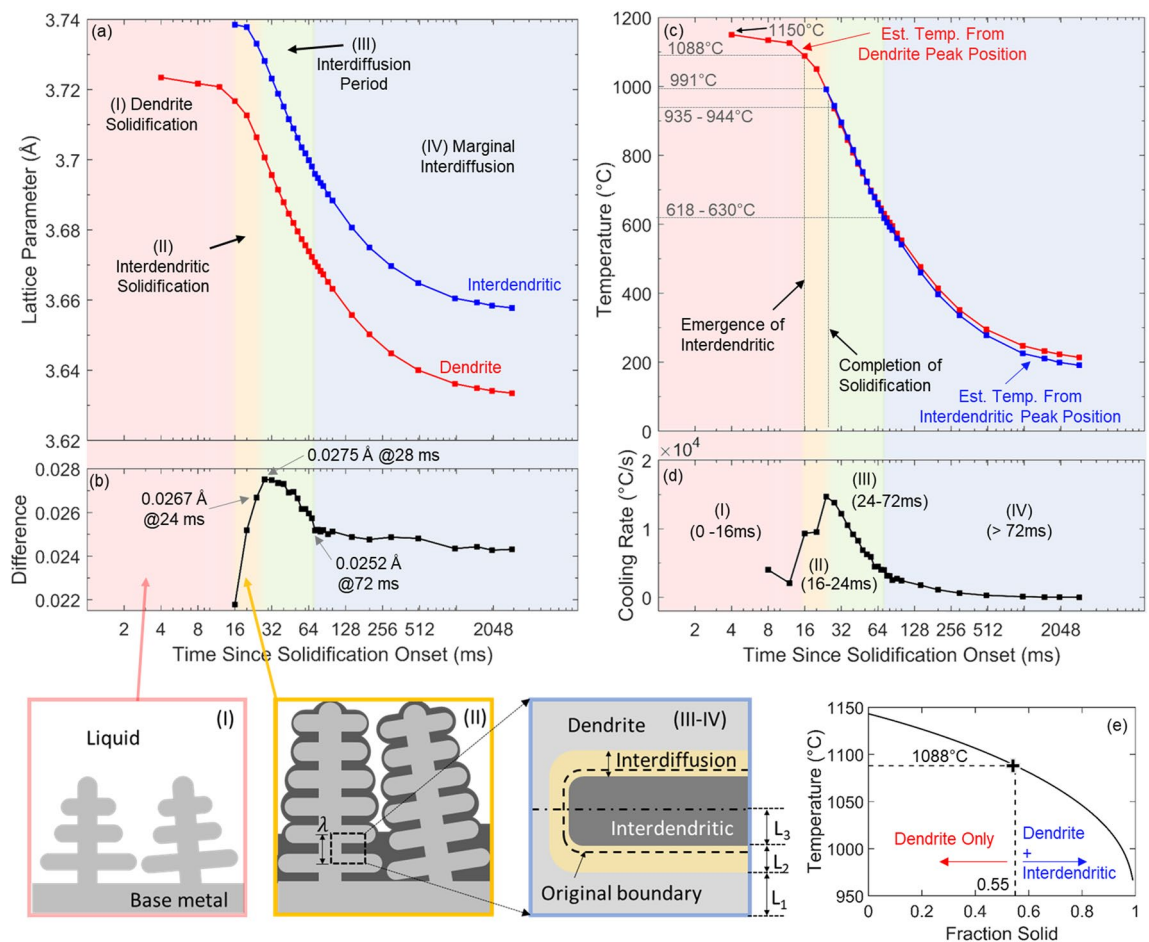 (a)
3.74
3.72
3.7
3.68
3.66
3.64
3.62
Lattice Parameter (Å)
(I) Dendrite
Solidification
(II)
Interdendritic
Solidification
(III)
Interdiffusion
Period
(IV) Marginal
Interdiffusion
Interdendritic
Dendrite
(b)
0.028
0.026
0.024
0.022
Difference
0.0275 Å @28 ms
0.0267 Å
@24 ms
0.0252 Å
@72 ms
2 4 8 16 32 64 128 256 512 2048
Time Since Solidification Onset (ms)
(c)
1200
1000
800
600
400
200
0
Temperature (°C)
1150°C
1088°C
991°C
935 - 944°C
618 - 630°C
Est. Temp. From
Dendrite Peak Position
Emergence of
Interdendritic
Completion of
Solidification
Est. Temp. From
Interdendritic Peak Position
× 10⁴
(d)
2
1
0
Cooling Rate (°C/s)
(I)
(0 -16ms)
(II)
(16-24ms)
(III)
(24-72ms)
(IV)
(> 72ms)
2 4 8 16 32 64 128 256 512 2048
Time Since Solidification Onset (ms)
(I)
Liquid
Base metal
(II)
λ
Dendrite
(III-IV)
Interdiffusion
Interdendritic
Original boundary
L₃
L₂
L₁
(e)
1150
1100
1050
1000
950
Temperature (°C)
1088°C
Dendrite Only
Dendrite
+
Interdendritic
0.55
0 0.2 0.4 0.6 0.8 1
Fraction Solid